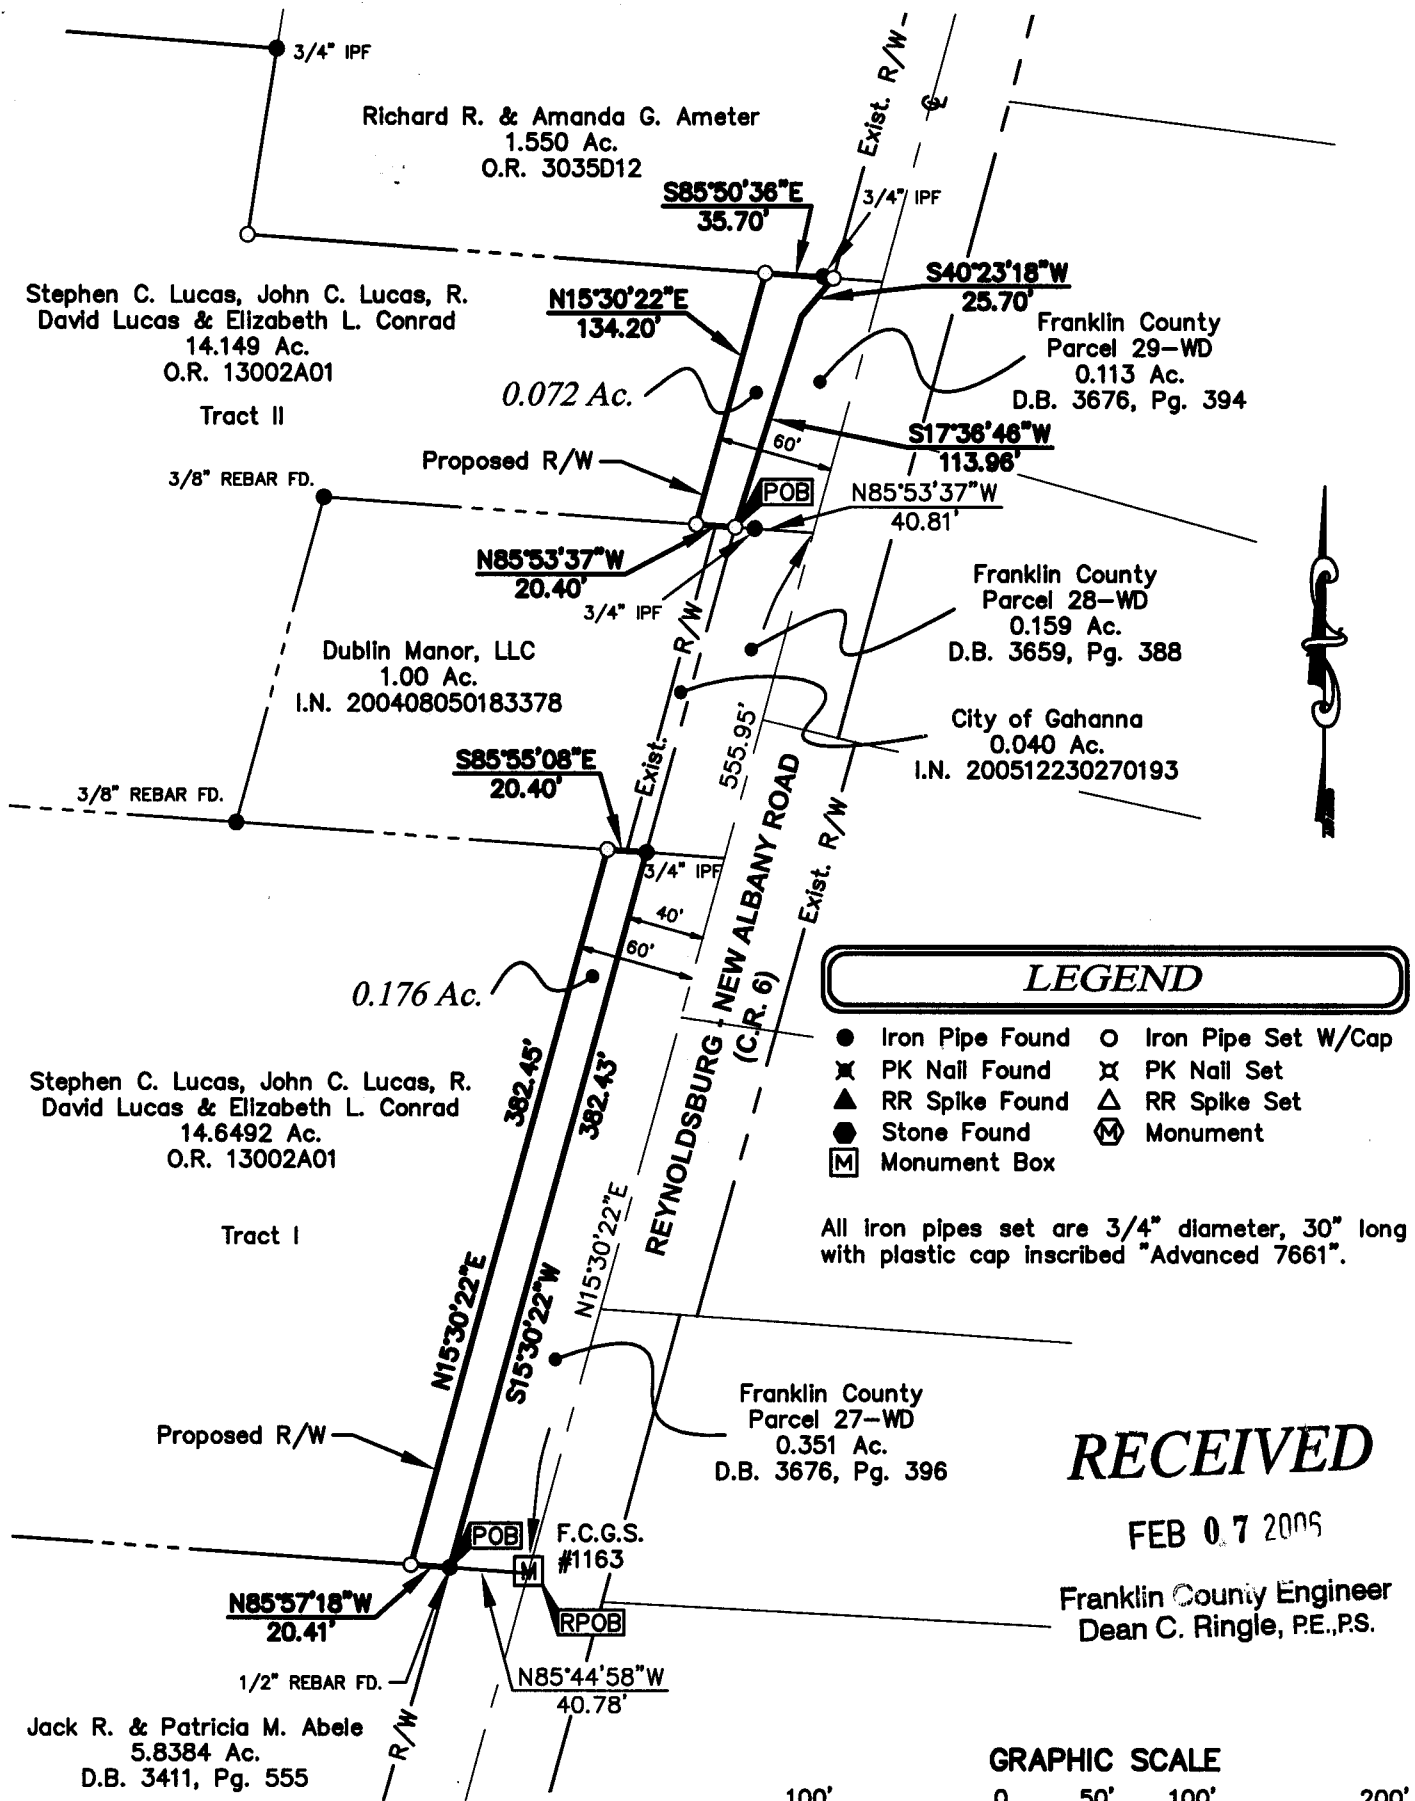 3/4" IPF
Richard R. & Amanda G. Ameter
1.550 Ac.
O.R. 3035D12
Exist. R/W
S85°50'36"E
35.70'
3/4" IPF
S40°23'18"W
25.70'
Stephen C. Lucas, John C. Lucas, R.
David Lucas & Elizabeth L. Conrad
14.149 Ac.
O.R. 13002A01
Tract II
N15°30'22"E
134.20'
Franklin County
Parcel 29-WD
0.113 Ac.
D.B. 3676, Pg. 394
0.072 Ac.
S17°36'46"W
113.96'
60'
Proposed R/W
3/8" REBAR FD.
POB
N85°53'37"W
40.81'
N85°53'37"W
20.40'
3/4" IPF
Franklin County
Parcel 28-WD
0.159 Ac.
D.B. 3659, Pg. 388
Dublin Manor, LLC
1.00 Ac.
I.N. 200408050183378
Exist. R/W
City of Gahanna
0.040 Ac.
I.N. 200512230270193
555.95'
S85°55'08"E
20.40'
3/8" REBAR FD.
3/4" IPF
Exist. R/W
40'
60'
REYNOLDSBURG - NEW ALBANY ROAD
(C.R. 6)
0.176 Ac.
LEGEND
Iron Pipe Found
Iron Pipe Set W/Cap
PK Nail Found
PK Nail Set
RR Spike Found
RR Spike Set
Stone Found
M Monument
M Monument Box
All iron pipes set are 3/4" diameter, 30" long
with plastic cap inscribed "Advanced 7661".
382.45'
382.43'
Stephen C. Lucas, John C. Lucas, R.
David Lucas & Elizabeth L. Conrad
14.6492 Ac.
O.R. 13002A01
Tract I
N15°30'22"E
N15°30'22"E
S15°30'22"W
Franklin County
Parcel 27-WD
0.351 Ac.
D.B. 3676, Pg. 396
Proposed R/W
RECEIVED
FEB 07 2006
Franklin County Engineer
Dean C. Ringle, P.E.,P.S.
POB
F.C.G.S.
#1163
M
RPOB
N85°57'18"W
20.41'
1/2" REBAR FD.
N85°44'58"W
40.78'
R/W
Jack R. & Patricia M. Abele
5.8384 Ac.
D.B. 3411, Pg. 555
GRAPHIC SCALE
100' 0 50' 100' 200'